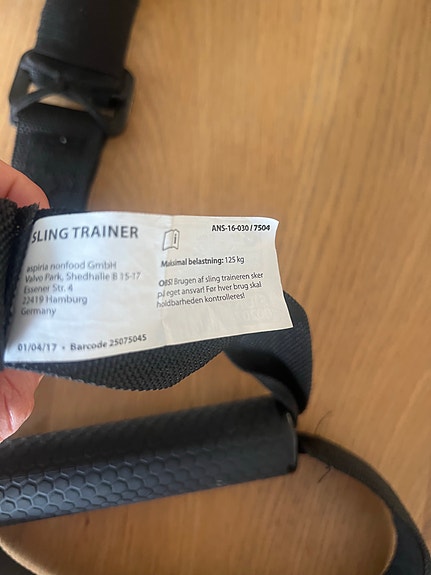 SLING TRAINER
aspiria nonfood GmbH
Valvo Park, Shedhalle B 15-17
Essener Str. 4
22419 Hamburg
Germany
01/04/17 • Barcode 25075045
ANS-16-030 / 7504
Maksimal belastning: 125 kg
OBS! Brugen af sling traineren sker
på eget ansvar! Før hver brug skal
holdbarheden kontrolleres!